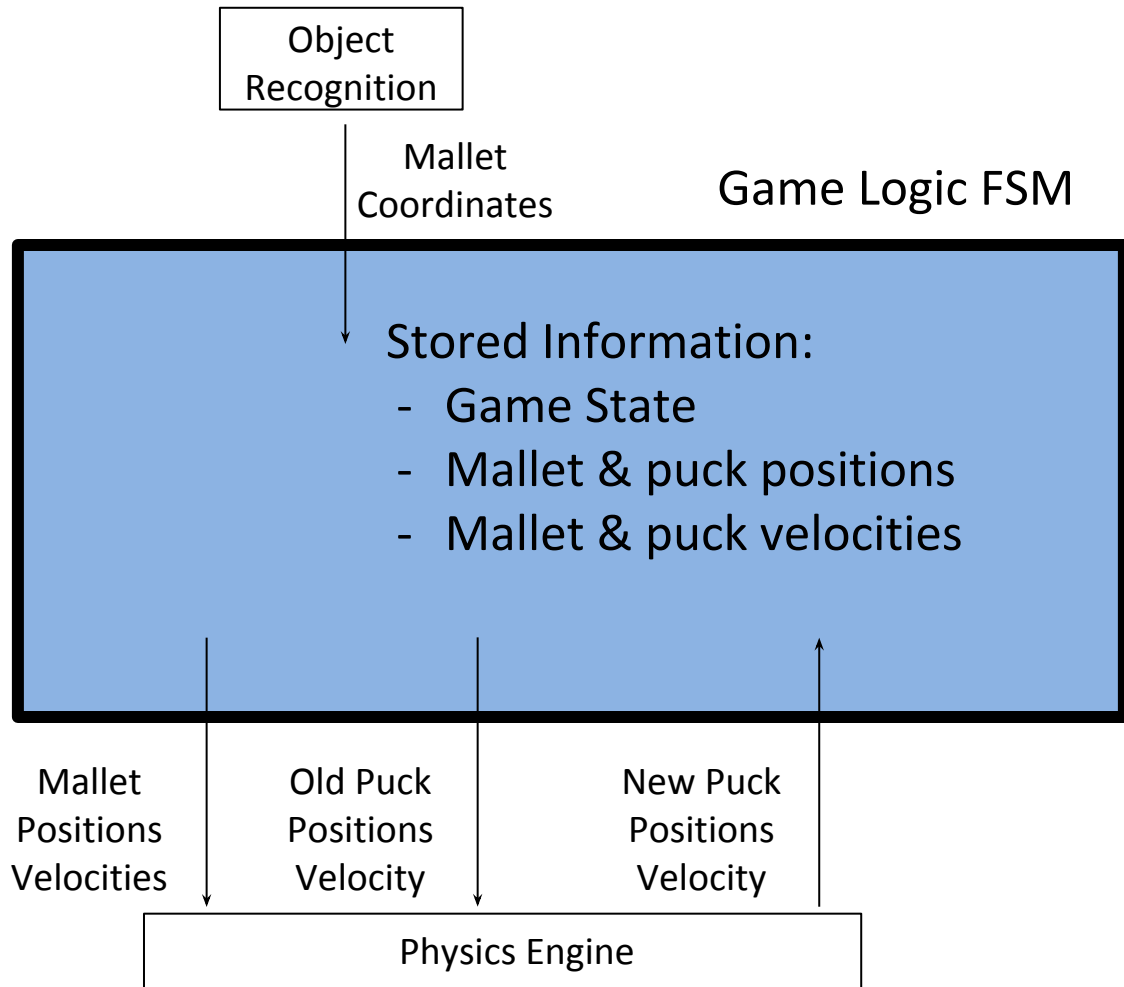 Object
Recognition
Mallet
Coordinates
Game Logic FSM
Stored Information:
- Game State
- Mallet & puck positions
- Mallet & puck velocities
Mallet
Positions
Velocities
Old Puck
Positions
Velocity
New Puck
Positions
Velocity
Physics Engine